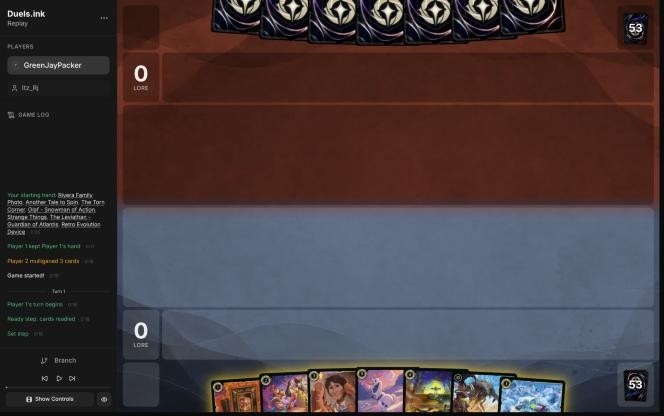 Duels.ink
Replay
PLAYERS
GreenJayPacker
Itz_Rj
GAME LOG
Your starting hand: Rivera Family
Photo, Another Tale to Spin, The Torn
Corner, Olaf - Snowman of Action,
Strange Things, The Leviathan -
Guardian of Atlantis, Retro Evolution
Device
Player 1 kept Player 1's hand
Player 2 mulliganed 3 cards
Game started!
Turn 1
Player 1's turn begins
Ready step: cards readied
Set step
Branch
Show Controls
53
0
LORE
0
LORE
53